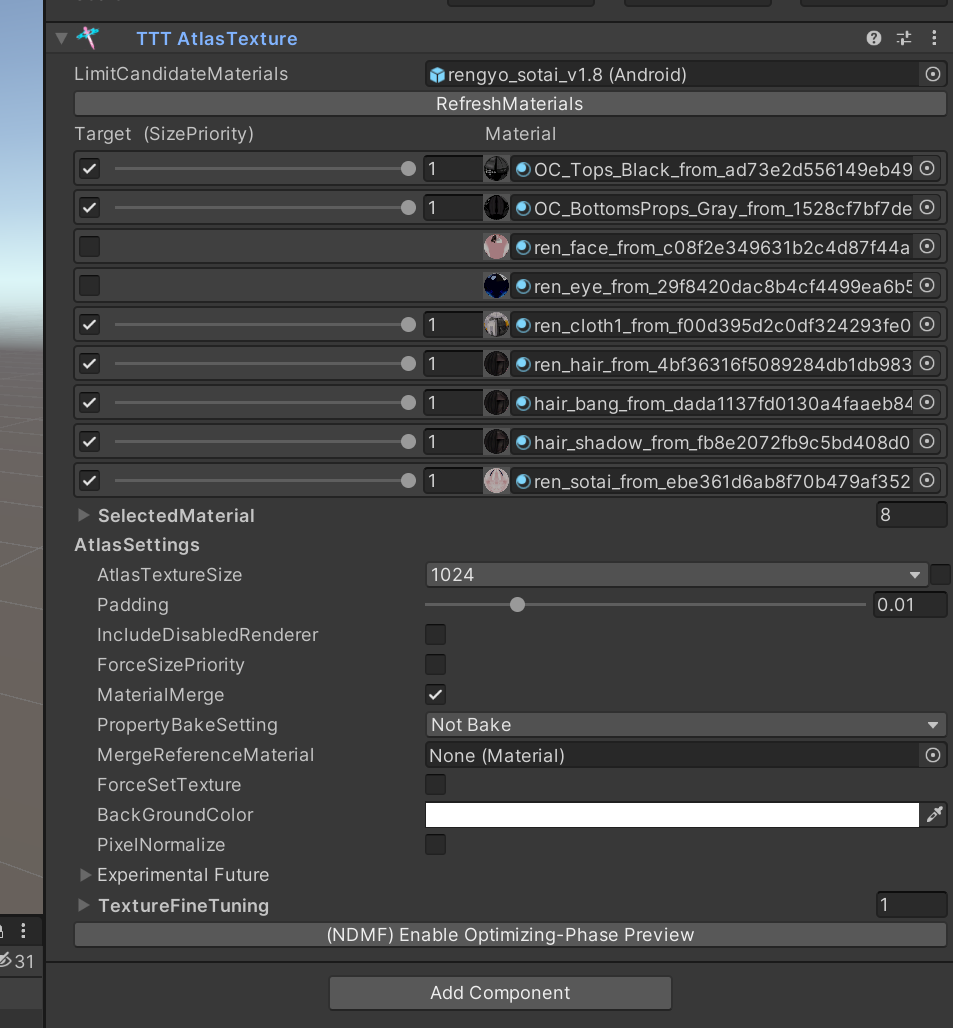 TTT AtlasTexture
LimitCandidateMaterials rengyo_sotai_v1.8 (Android)
RefreshMaterials
Target (SizePriority) Material
1 OC_Tops_Black_from_ad73e2d556149eb49
1 OC_BottomsProps_Gray_from_1528cf7bf7de
ren_face_from_c08f2e349631b2c4d87f44a
ren_eye_from_29f8420dac8b4cf4499ea6b5
1 ren_cloth1_from_f00d395d2c0df324293fe0
1 ren_hair_from_4bf36316f5089284db1db983
1 hair_bang_from_dada1137fd0130a4faaeb84
1 hair_shadow_from_fb8e2072fb9c5bd408d0
1 ren_sotai_from_ebe361d6ab8f70b479af352
SelectedMaterial 8
AtlasSettings
AtlasTextureSize 1024
Padding 0.01
IncludeDisabledRenderer
ForceSizePriority
MaterialMerge
PropertyBakeSetting Not Bake
MergeReferenceMaterial None (Material)
ForceSetTexture
BackGroundColor
PixelNormalize
Experimental Future
TextureFineTuning 1
(NDMF) Enable Optimizing-Phase Preview
31
Add Component